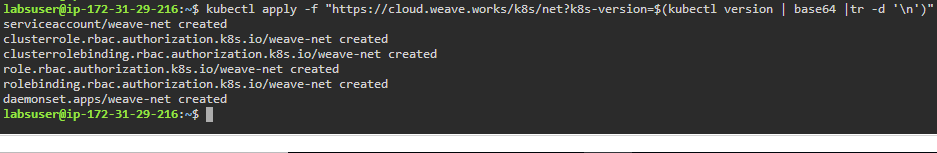 labsuser@ip-172-31-29-216:~$ kubectl apply -f "https://cloud.weave.works/k8s/net?k8s-version=$(kubectl version | base64 |tr -d '\n')"
serviceaccount/weave-net created
clusterrole.rbac.authorization.k8s.io/weave-net created
clusterrolebinding.rbac.authorization.k8s.io/weave-net created
role.rbac.authorization.k8s.io/weave-net created
rolebinding.rbac.authorization.k8s.io/weave-net created
daemonset.apps/weave-net created
labsuser@ip-172-31-29-216:~$